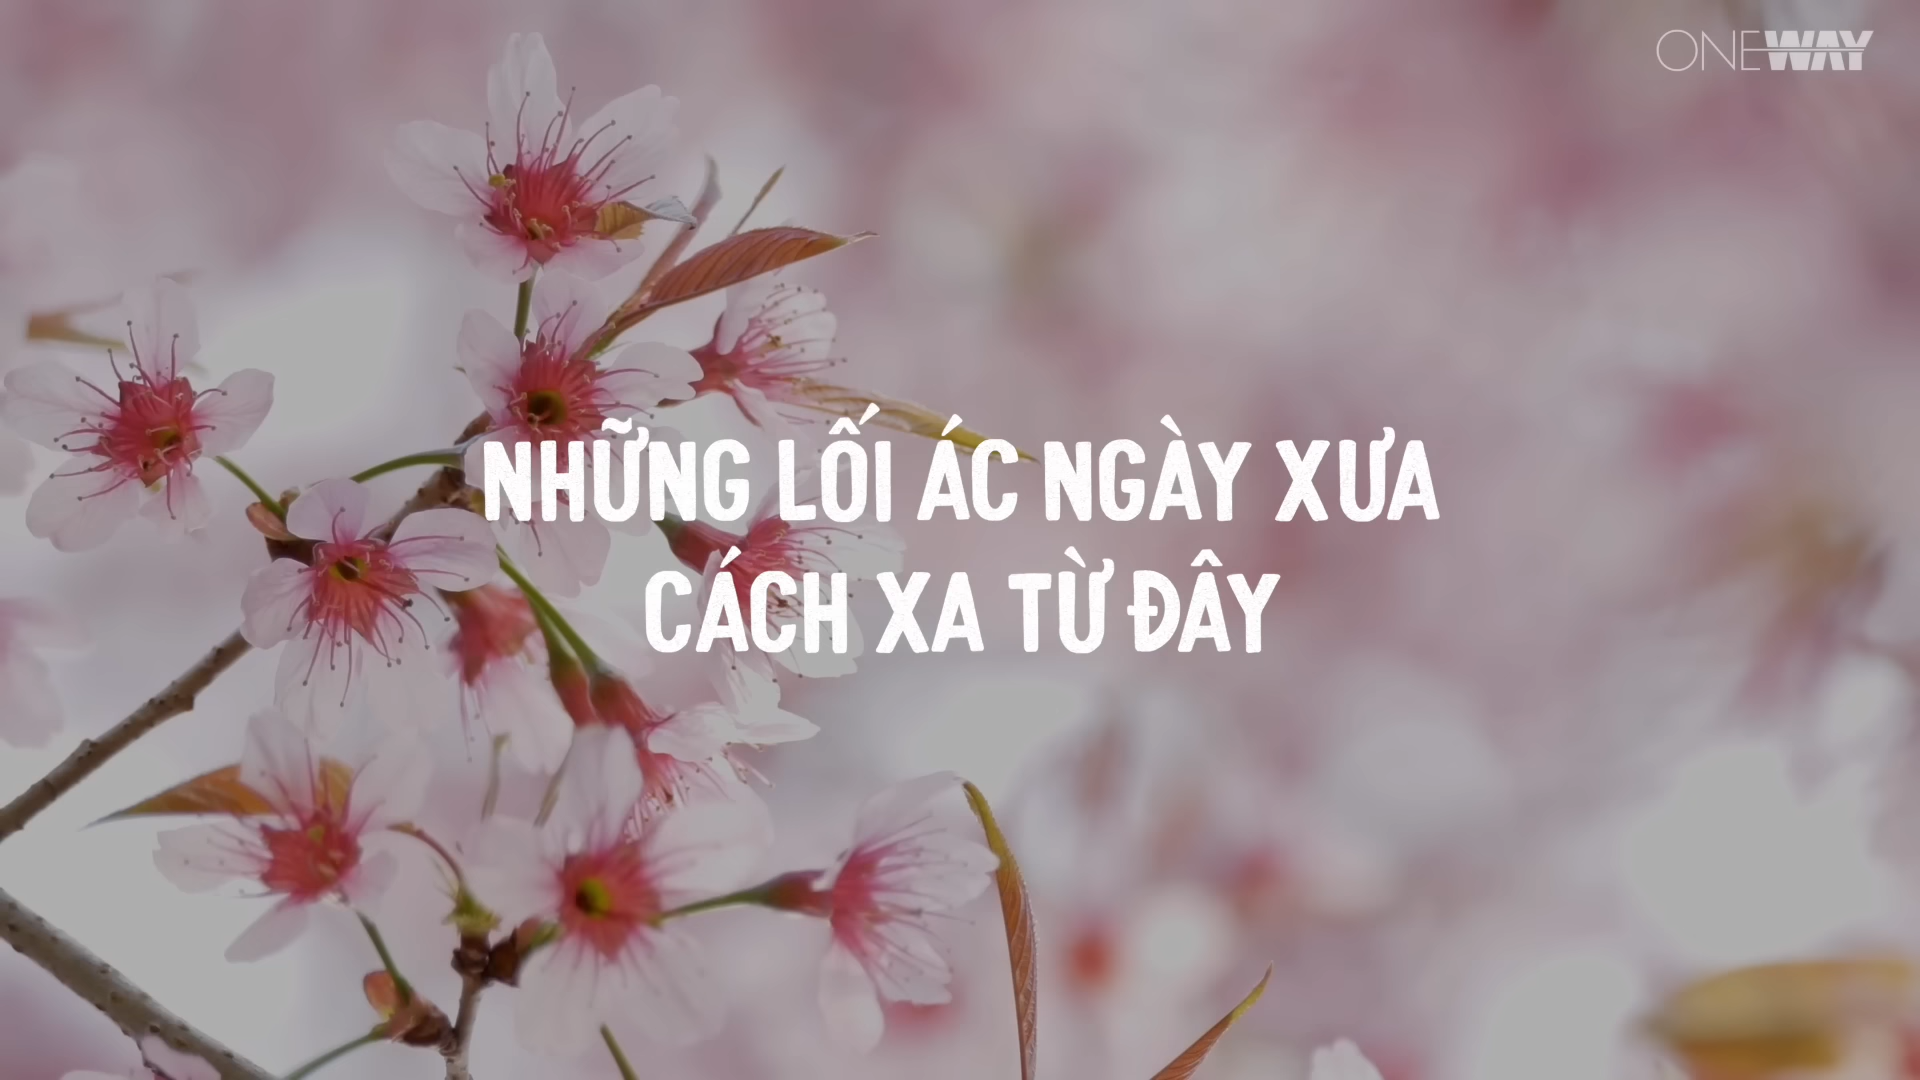 ONEWAY
NHỮNG LỐI ÁC NGÀY XƯA
CÁCH XA TỪ ĐÂY